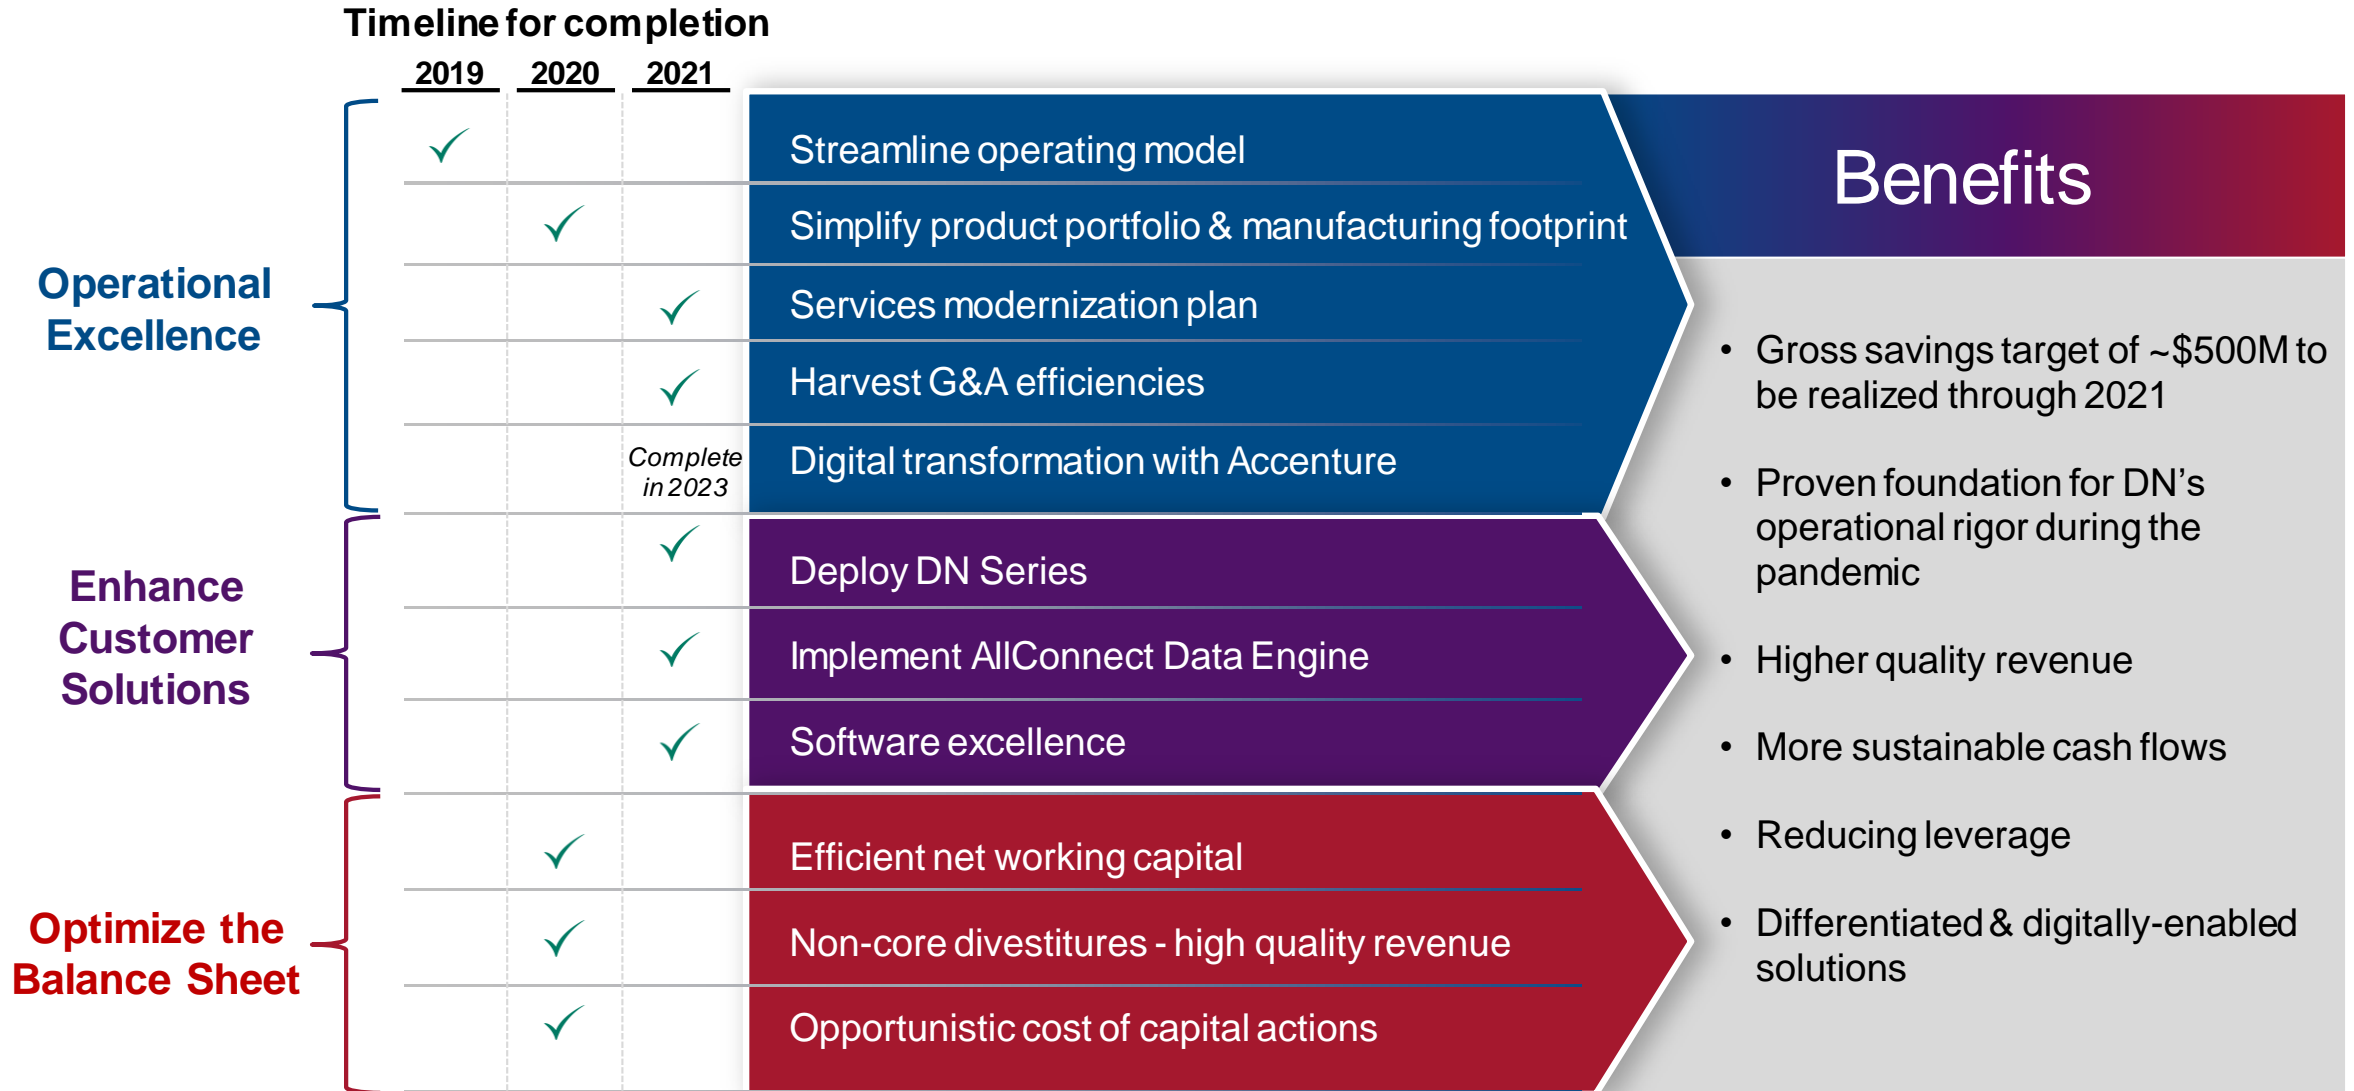 Timeline for completion
2019 2020 2021
Operational
Excellence
Streamline operating model
Simplify product portfolio & manufacturing footprint
Services modernization plan
Harvest G&A efficiencies
Complete
in 2023
Digital transformation with Accenture
Enhance
Customer
Solutions
Deploy DN Series
Implement AllConnect Data Engine
Software excellence
Optimize the
Balance Sheet
Efficient net working capital
Non-core divestitures - high quality revenue
Opportunistic cost of capital actions
Benefits
• Gross savings target of ~$500M to
be realized through 2021
• Proven foundation for DN’s
operational rigor during the
pandemic
• Higher quality revenue
• More sustainable cash flows
• Reducing leverage
• Differentiated & digitally-enabled
solutions